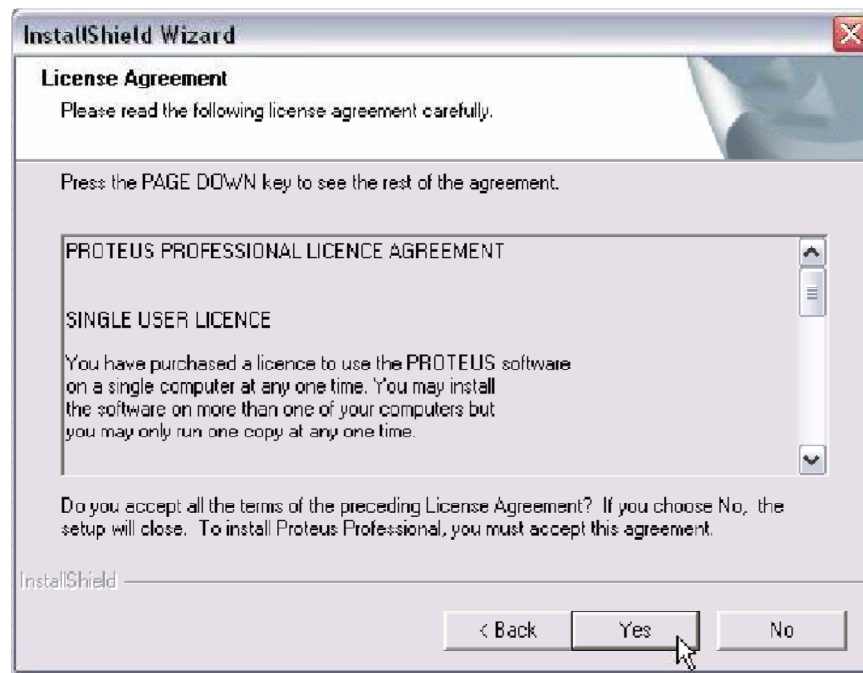 InstallShield Wizard
License Agreement
Please read the following license agreement carefully.
Press the PAGE DOWN key to see the rest of the agreement.
PROTEUS PROFESSIONAL LICENCE AGREEMENT
SINGLE USER LICENCE
You have purchased a licence to use the PROTEUS software
on a single computer at any one time. You may install
the software on more than one of your computers but
you may only run one copy at any one time.
Do you accept all the terms of the preceding License Agreement? If you choose No, the
setup will close. To install Proteus Professional, you must accept this agreement.
InstallShield
< Back Yes No